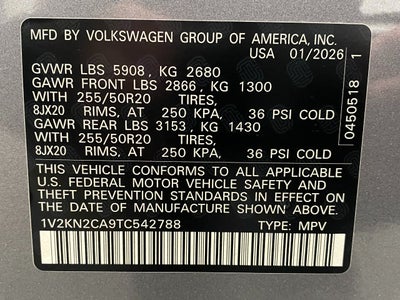 MFD BY VOLKSWAGEN GROUP OF AMERICA, INC.
USA 01/2026
GVWR LBS 5908, KG 2680
GAWR FRONT LBS 2866, KG 1300
WITH 255/50R20 TIRES,
8JX20 RIMS, AT 250 KPA, 36 PSI COLD
GAWR REAR LBS 3153, KG 1430
WITH 255/50R20 TIRES,
8JX20 RIMS, AT 250 KPA, 36 PSI COLD
THIS VEHICLE CONFORMS TO ALL APPLICABLE
U.S. FEDERAL MOTOR VEHICLE SAFETY AND
THEFT PREVENTION STANDARDS IN EFFECT ON
THE DATE OF MANUFACTURE SHOWN ABOVE.
1V2KN2CA9TC542788 TYPE: MPV
0450518 1